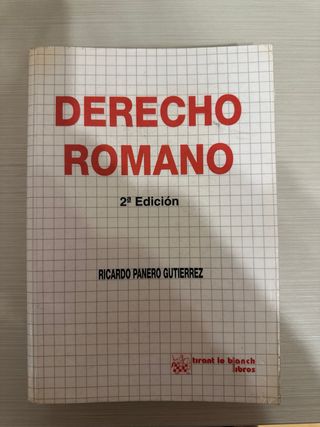 DERECHO
ROMANO
2ª Edición
RICARDO PANERO GUTIERREZ
tirant lo blanch
libros